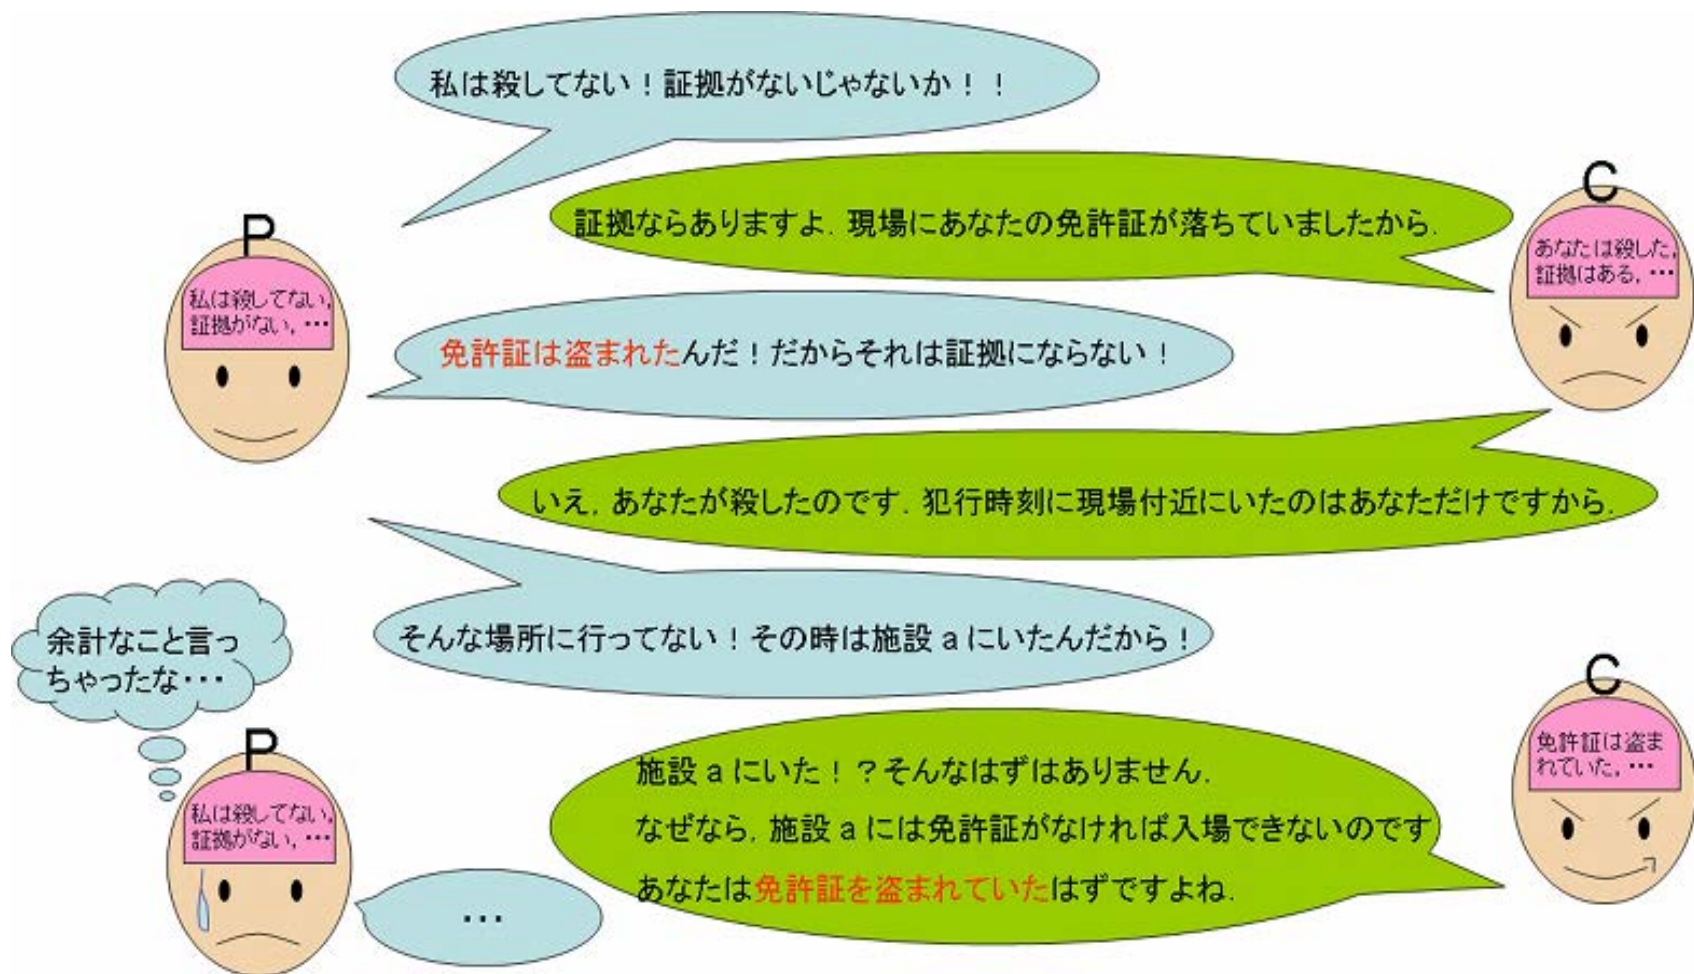 私は殺してない！証拠がないじゃないか！！
証拠ならありますよ．現場にあなたの免許証が落ちていましたから．
C
あなたは殺した，
証拠はある，…
P
私は殺してない，
証拠がない，…
免許証は盗まれたんだ！だからそれは証拠にならない！
いえ，あなたが殺したのです．犯行時刻に現場付近にいたのはあなただけですから．
そんな場所に行ってない！その時は施設aにいたんだから！
余計なこと言っ
ちゃったな…
P
私は殺してない，
証拠がない，…
C
免許証は盗ま
れていた，…
施設aにいた！？そんなはずはありません．
なぜなら，施設aには免許証がなければ入場できないのです
あなたは免許証を盗まれていたはずですよね．
…